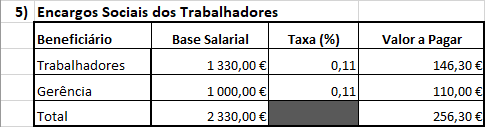 5) Encargos Sociais dos Trabalhadores
Beneficiário Base Salarial Taxa (%) Valor a Pagar
Trabalhadores 1 330,00 € 0,11 146,30 €
Gerência 1 000,00 € 0,11 110,00 €
Total 2 330,00 € 256,30 €